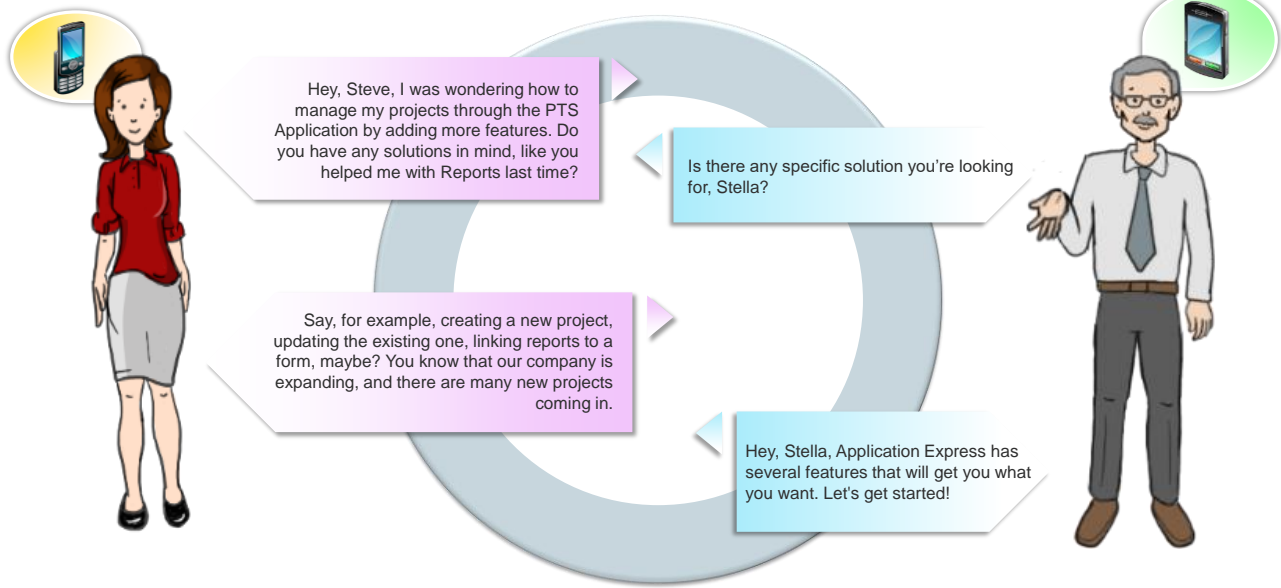 Hey, Steve, I was wondering how to
manage my projects through the PTS
Application by adding more features. Do
you have any solutions in mind, like you
helped me with Reports last time?
Is there any specific solution you’re looking
for, Stella?
Say, for example, creating a new project,
updating the existing one, linking reports to a
form, maybe? You know that our company is
expanding, and there are many new projects
coming in.
Hey, Stella, Application Express has
several features that will get you what
you want. Let's get started!